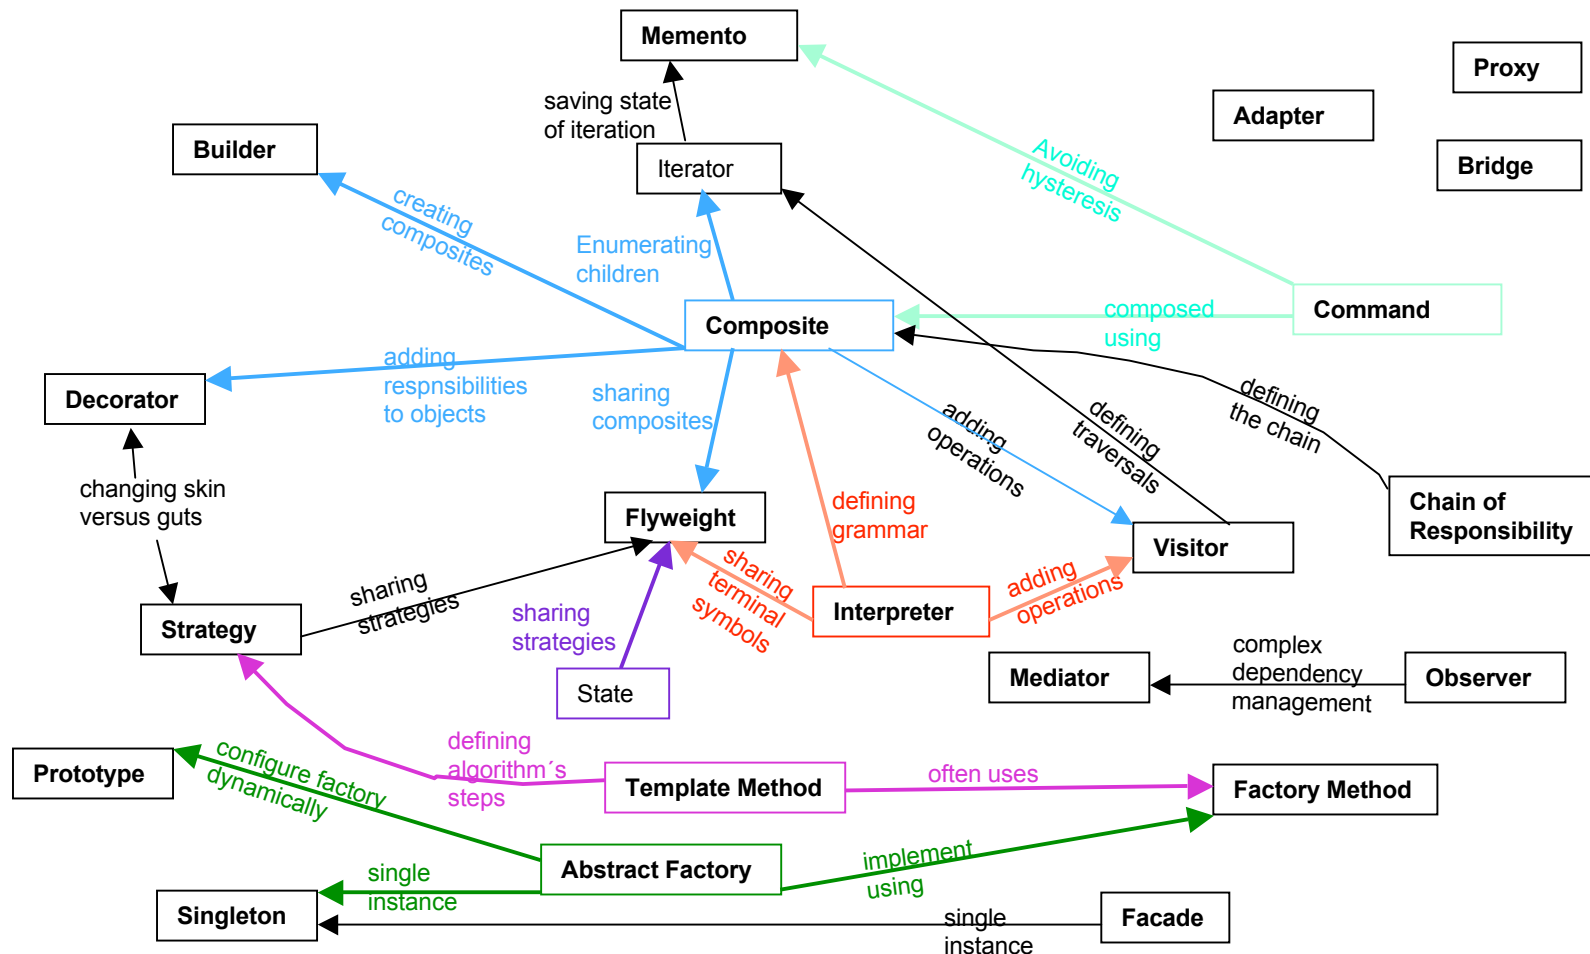 Memento
Proxy
saving state
of iteration
Adapter
Builder
Iterator
Avoiding
hysteresis
Bridge
creating
composites
Enumerating
children
Composite
composed
using
Command
adding
respnsibilities
to objects
Decorator
sharing
composites
adding
operations
defining
traversals
defining
the chain
changing skin
versus guts
Flyweight
defining
grammar
Visitor
Chain of
Responsibility
sharing
strategies
Strategy
sharing
strategies
sharing
terminal
symbols
Interpreter
adding
operations
State
Mediator
complex
dependency
management
Observer
Prototype
configure factory
dynamically
defining
algorithm´s
steps
Template Method
often uses
Factory Method
single
instance
Abstract Factory
implement
using
Singleton
single
instance
Facade